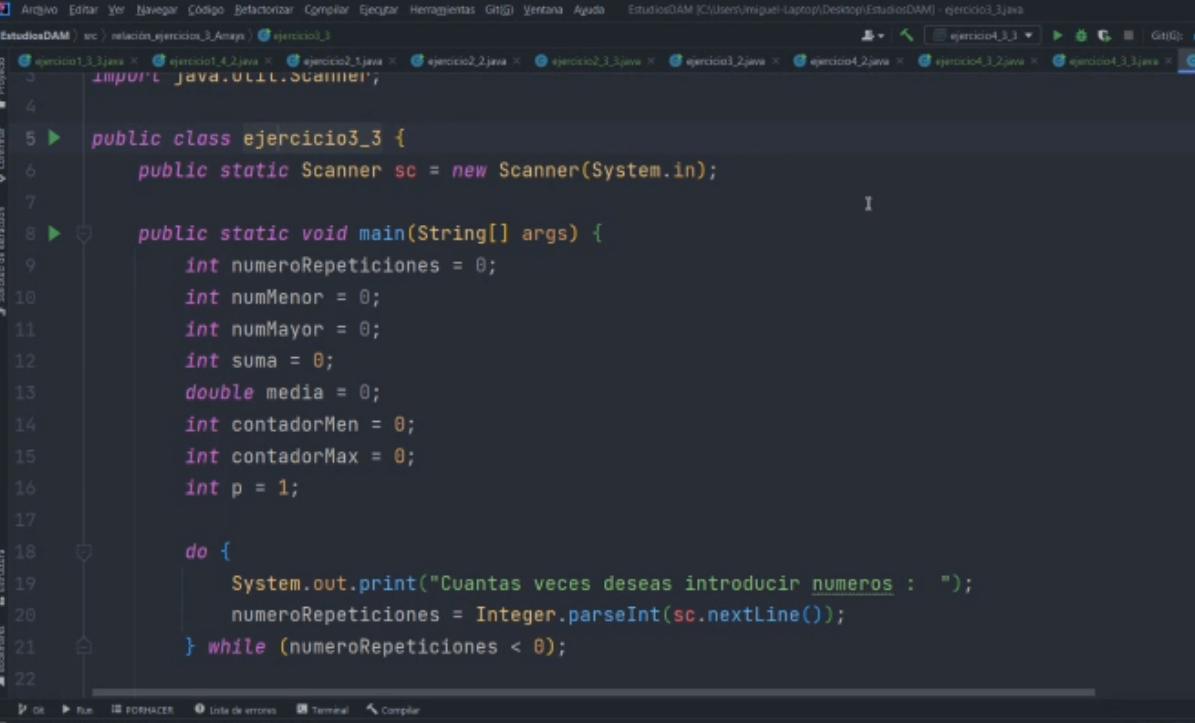 Archivo Editar Ver Navegar Código Refactorizar Compilar Ejecutar Herramientas Git(G) Ventana Ayuda EstudiosDAM [C:\Users\Imiguel-Laptop\Desktop\EstudiosDAM] - ejercicio3_3.java
EstudiosDAM src relación_ejercicios_3_Arrays ejercicio3_3 ejercicio4_3_3 Git(G):
ejercicio1_3_3.java ejercicio1_4_2.java ejercicio2_1.java ejercicio2_2.java ejercicio2_3_3.java ejercicio3_2.java ejercicio4_2.java ejercicio4_3_2.java ejercicio4_3_3.java
3 import java.util.Scanner;
4
5 public class ejercicio3_3 {
6 public static Scanner sc = new Scanner(System.in);
7
8 public static void main(String[] args) {
9 int numeroRepeticiones = 0;
10 int numMenor = 0;
11 int numMayor = 0;
12 int suma = 0;
13 double media = 0;
14 int contadorMen = 0;
15 int contadorMax = 0;
16 int p = 1;
17
18 do {
19 System.out.print("Cuantas veces deseas introducir numeros :  ");
20 numeroRepeticiones = Integer.parseInt(sc.nextLine());
21 } while (numeroRepeticiones < 0);
22
Git Run PORHACER Lista de errores Terminal Compilar